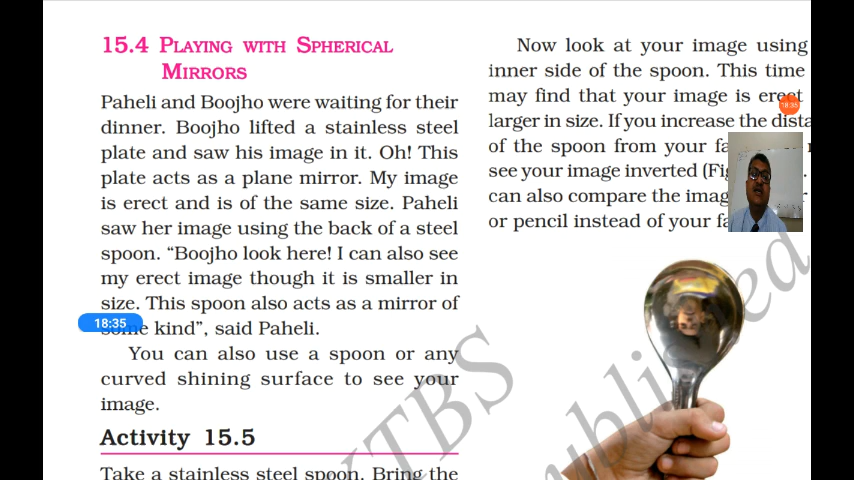 15.4 PLAYING WITH SPHERICAL
MIRRORS
Paheli and Boojho were waiting for their
dinner. Boojho lifted a stainless steel
plate and saw his image in it. Oh! This
plate acts as a plane mirror. My image
is erect and is of the same size. Paheli
saw her image using the back of a steel
spoon. “Boojho look here! I can also see
my erect image though it is smaller in
size. This spoon also acts as a mirror of
some kind”, said Paheli.
18:35
You can also use a spoon or any
curved shining surface to see your
image.
Activity 15.5
Take a stainless steel spoon. Bring the
Now look at your image using
inner side of the spoon. This time
may find that your image is erect
18:35
larger in size. If you increase the dista
of the spoon from your fa
see your image inverted (Fig
can also compare the imag
or pencil instead of your fa
KTBS
republished